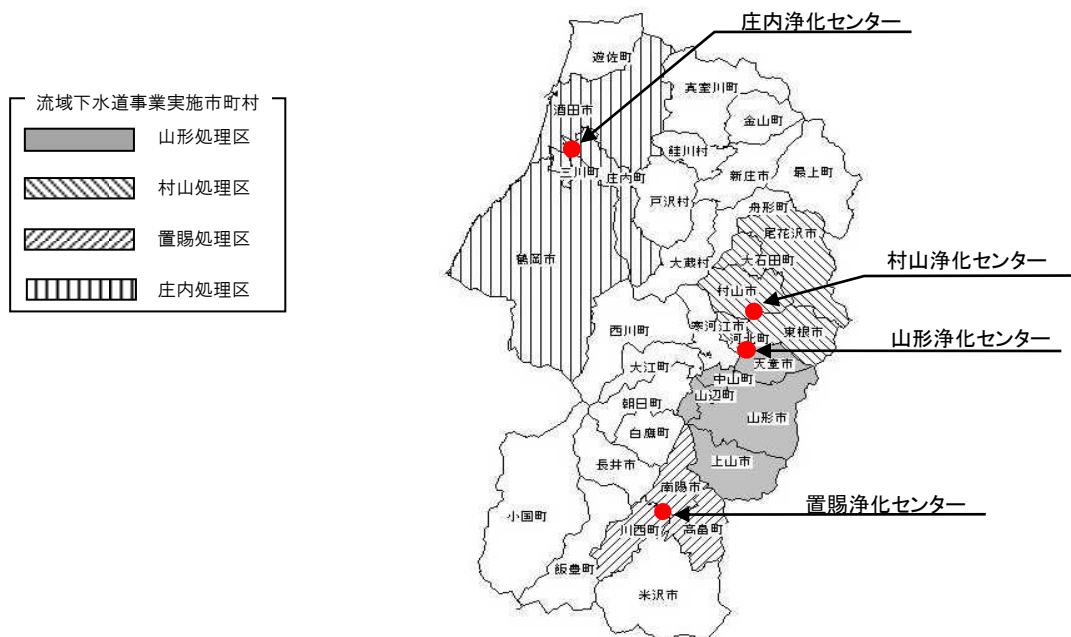 庄内浄化センター
遊佐町
流域下水道事業実施市町村
山形処理区
村山処理区
置賜処理区
庄内処理区
真室川町
酒田市
金山町
鮭川村
三川町
庄内町
新庄市
最上町
戸沢村
舟形町
尾花沢市
鶴岡市
大蔵村
大石田町
村山浄化センター
村山市
西川町
寒河江市
東根市
河北町
山形浄化センター
大江町
天童市
中山町
山辺町
朝日町
山形市
白鷹町
長井市
上山市
南陽市
置賜浄化センター
小国町
川西町
高畠町
飯豊町
米沢市